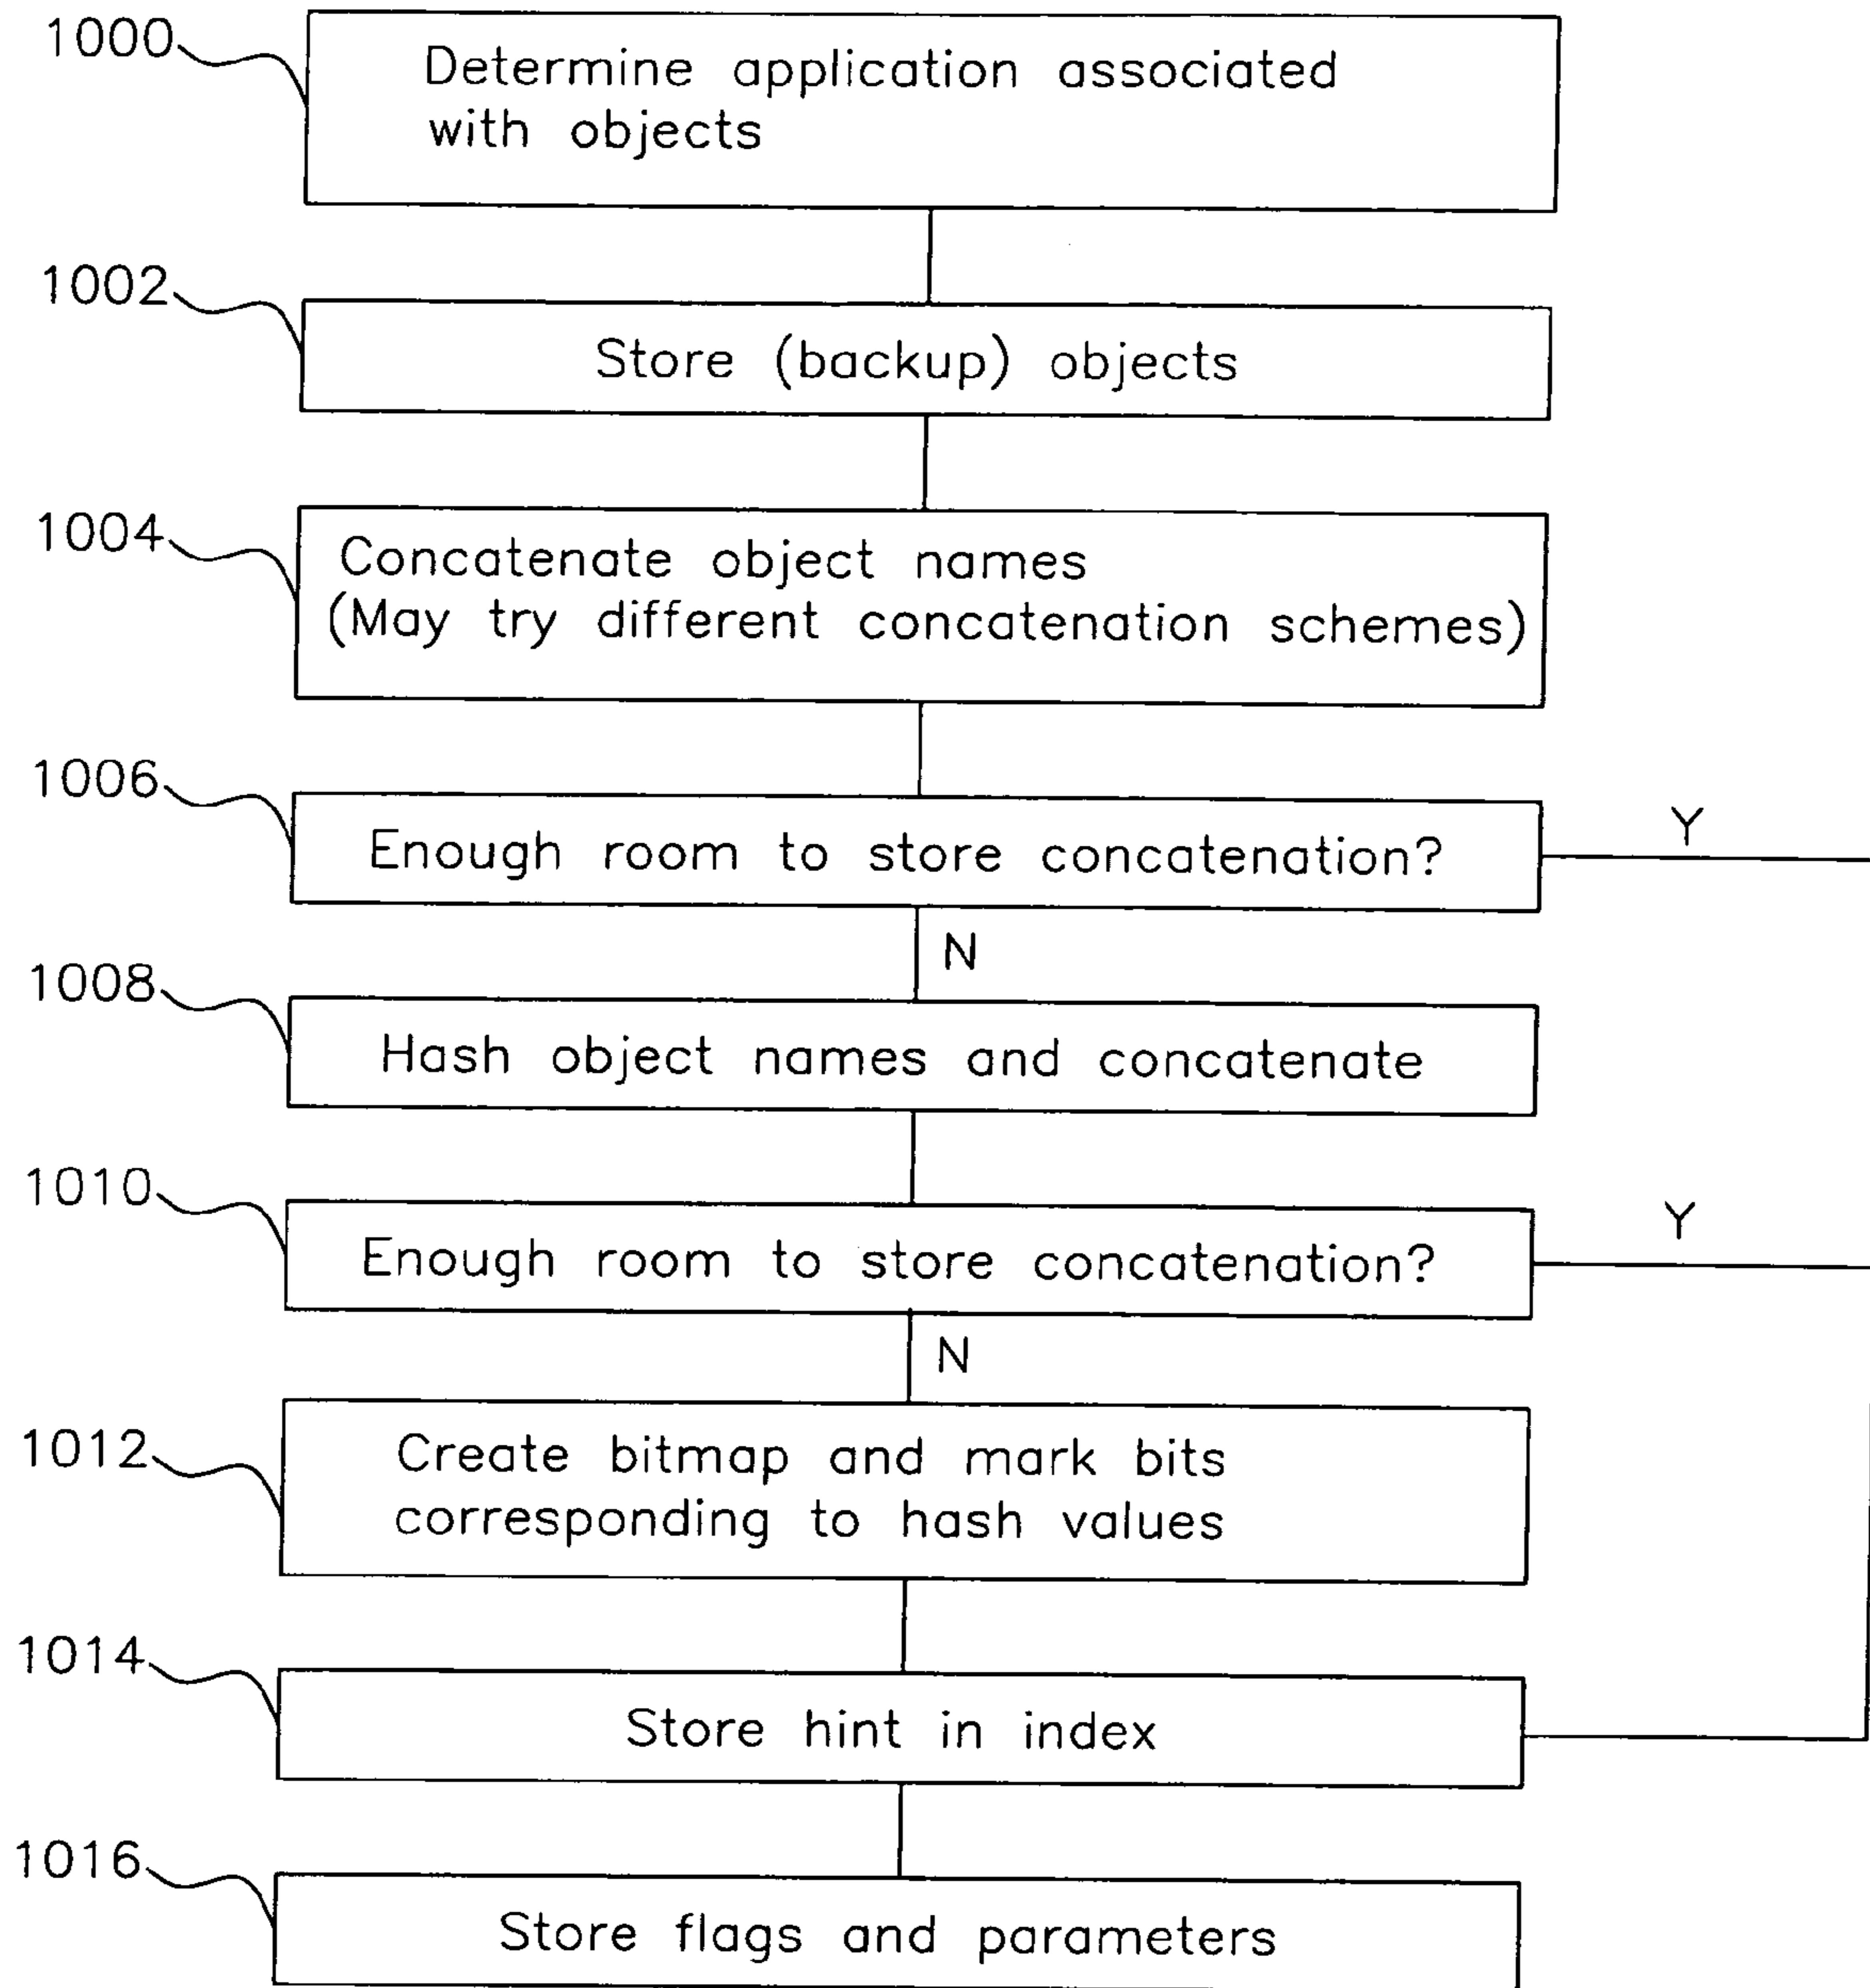 1000
Determine application associated
with objects
1002
Store (backup) objects
1004
Concatenate object names
(May try different concatenation schemes)
1006
Enough room to store concatenation?
Y
N
1008
Hash object names and concatenate
1010
Enough room to store concatenation?
Y
N
1012
Create bitmap and mark bits
corresponding to hash values
1014
Store hint in index
1016
Store flags and parameters